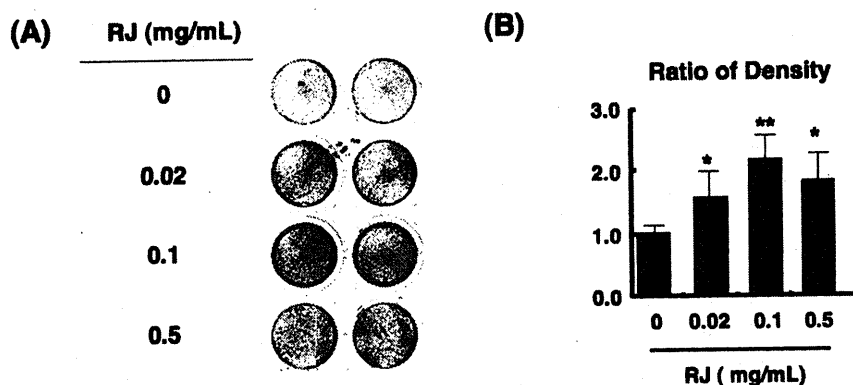 (A)
RJ (mg/mL)
0
0.02
0.1
0.5
(B)
Ratio of Density
3.0
2.0
1.0
0.0
*
**
*
0 0.02 0.1 0.5
RJ ( mg/mL)